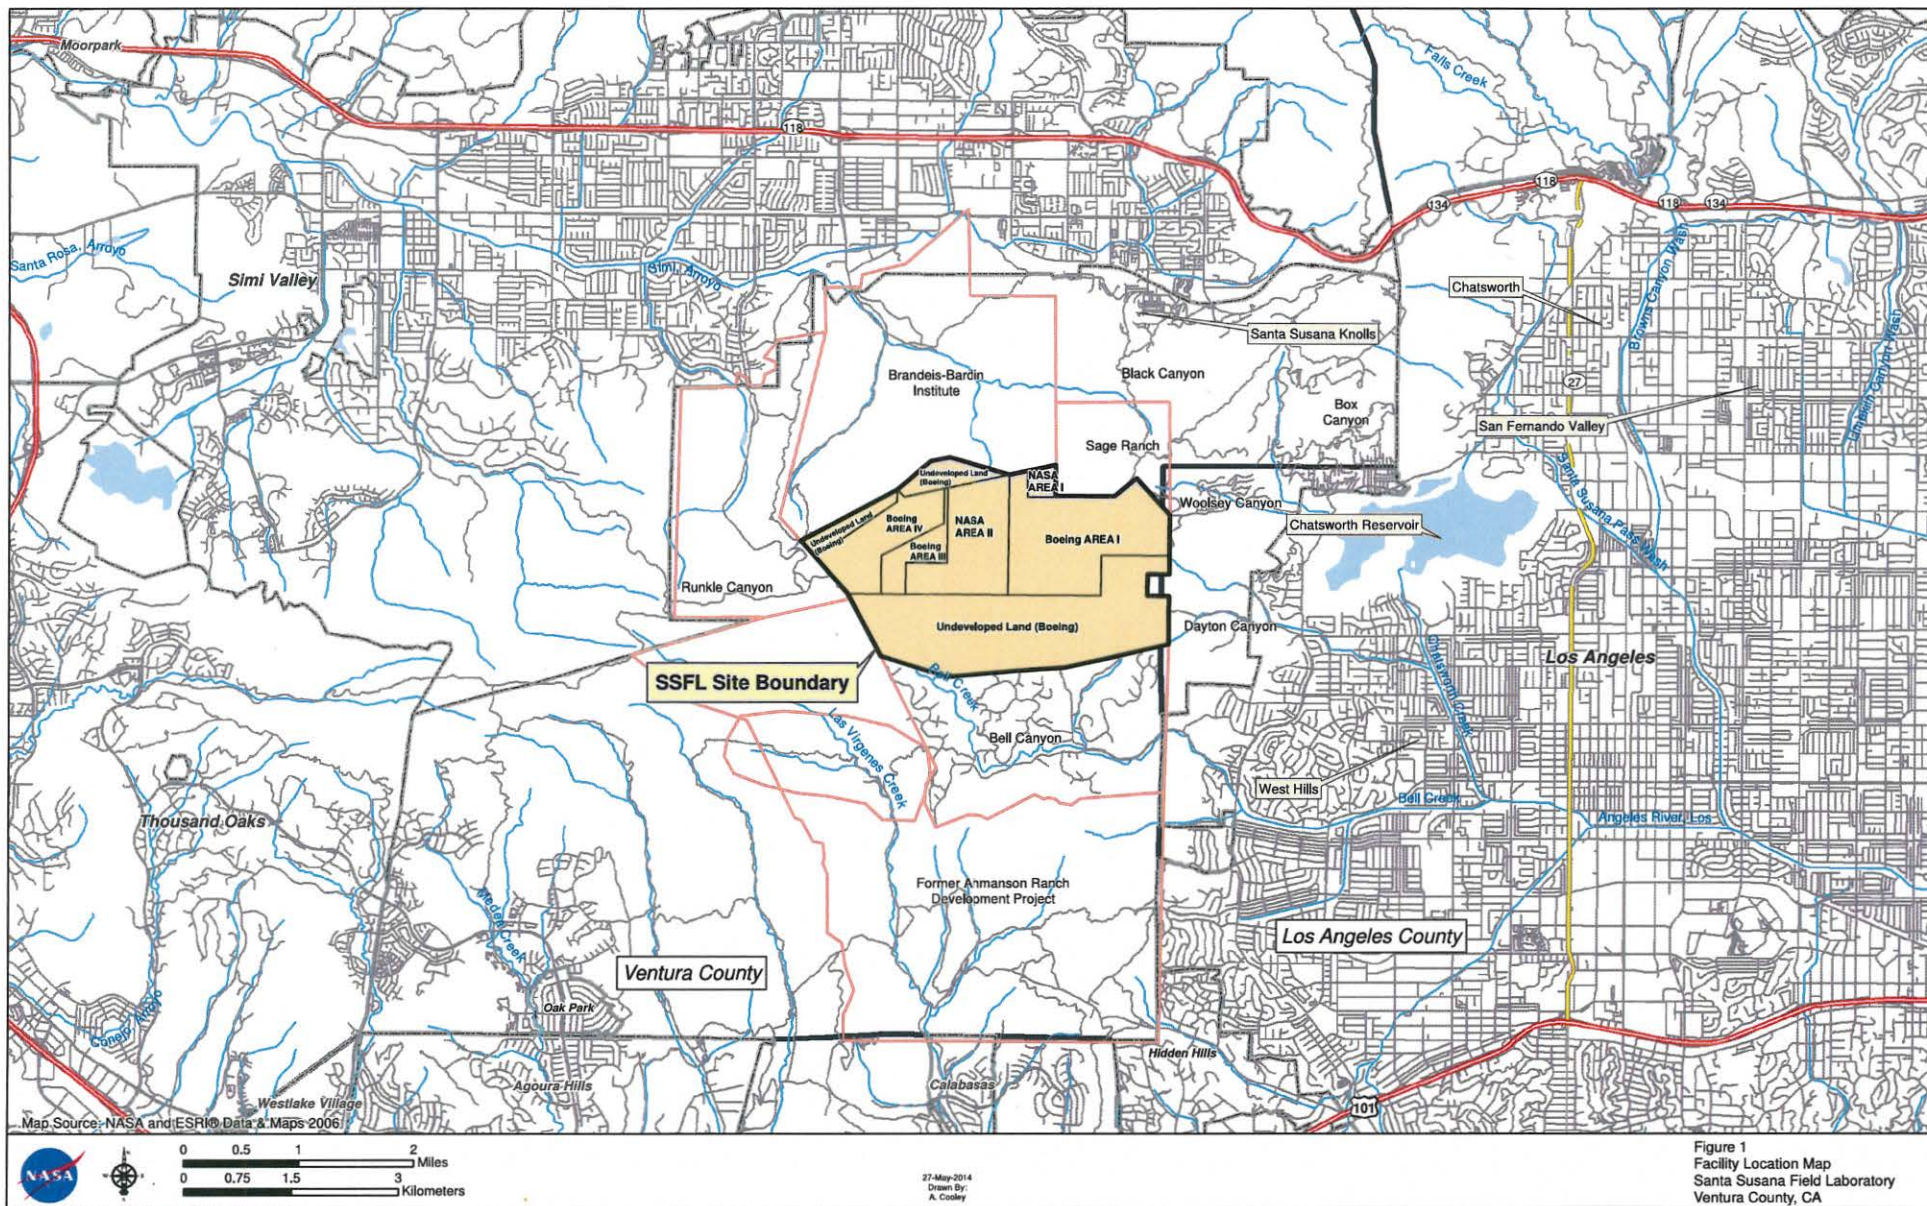 Moorpark
Falls Creek
118
118
134
118
134
Santa Rosa, Arroyo
Simi Valley
Simi, Arroyo
Chatsworth
Browns Canyon Wash
Santa Susana Knolls
Brandeis-Bardin
Institute
Black Canyon
27
Box
Canyon
San Fernando Valley
Sage Ranch
Santa Susana Pass Wash
Undeveloped Land
(Boeing)
NASA
AREA I
Woolsey Canyon
Chatsworth Reservoir
Undeveloped Land
(Boeing)
Boeing
AREA IV
NASA
AREA II
Boeing AREA I
Boeing
AREA III
Runkle Canyon
Undeveloped Land (Boeing)
Dayton Canyon
Chatsworth Creek
Los Angeles
SSFL Site Boundary
Bell Creek
Las Virgenes Creek
Bell Canyon
West Hills
Bell Creek
Angeles River, Los
Thousand Oaks
Former Ahmanson Ranch
Development Project
Medea Creek
Los Angeles County
Ventura County
Oak Park
Conejo, Arroyo
Hidden Hills
Agoura Hills
Calabasas
Westlake Village
101
Map Source: NASA and ESRI® Data & Maps 2006
NASA
N
W
E
S
0 0.5 1 2
Miles
0 0.75 1.5 3
Kilometers
27-May-2014
Drawn By:
A. Cooley
Figure 1
Facility Location Map
Santa Susana Field Laboratory
Ventura County, CA